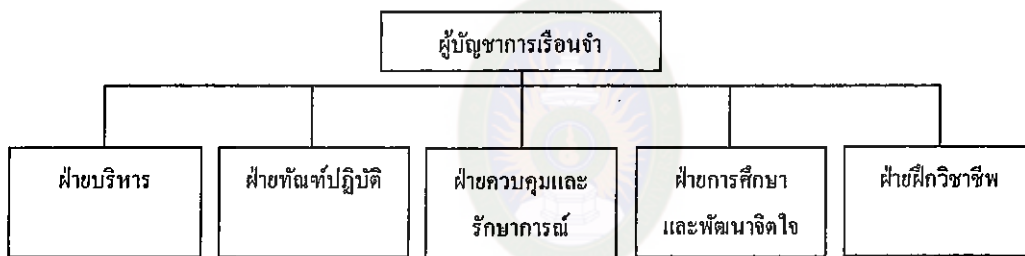 ผู้บัญชาการเรือนจำ
ฝ่ายบริหาร
ฝ่ายทัณฑ์ปฏิบัติ
ฝ่ายควบคุมและ
รักษาการณ์
ฝ่ายการศึกษา
และพัฒนาจิตใจ
ฝ่ายฝึกวิชาชีพ